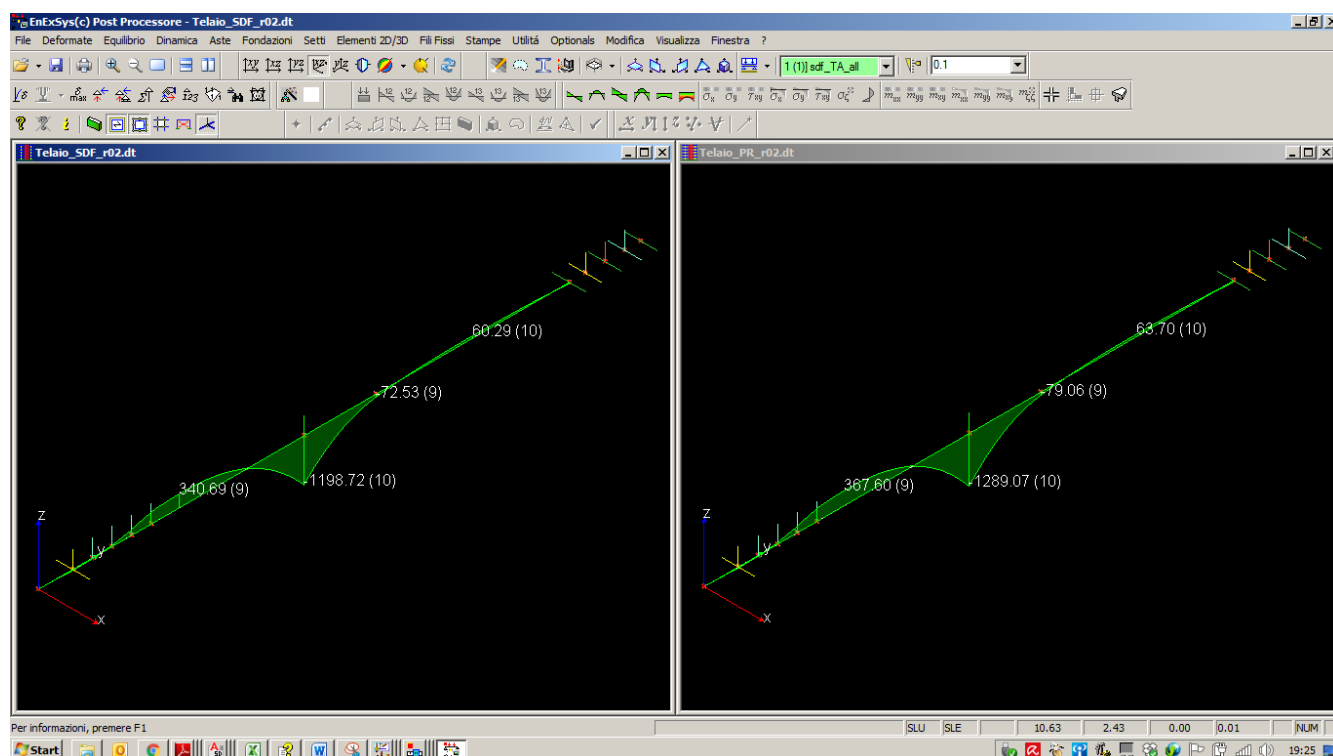 EnExSys(c) Post Processore - Telaio_SDF_r02.dt
File Deformate Equilibrio Dinamica Aste Fondazioni Setti Elementi 2D/3D Fili Fissi Stampe Utilitá Optionals Modifica Visualizza Finestra ?
1 (1)] sdf_TA_all 0.1
Telaio_SDF_r02.dt
60.29 (10)
-72.53 (9)
-1198.72 (10)
340.69 (9)
Z
y
X
Telaio_PR_r02.dt
63.70 (10)
-79.06 (9)
-1289.07 (10)
367.60 (9)
Z
y
X
Per informazioni, premere F1 SLU SLE 10.63 2.43 0.00 0.01 NUM
Start 19:25